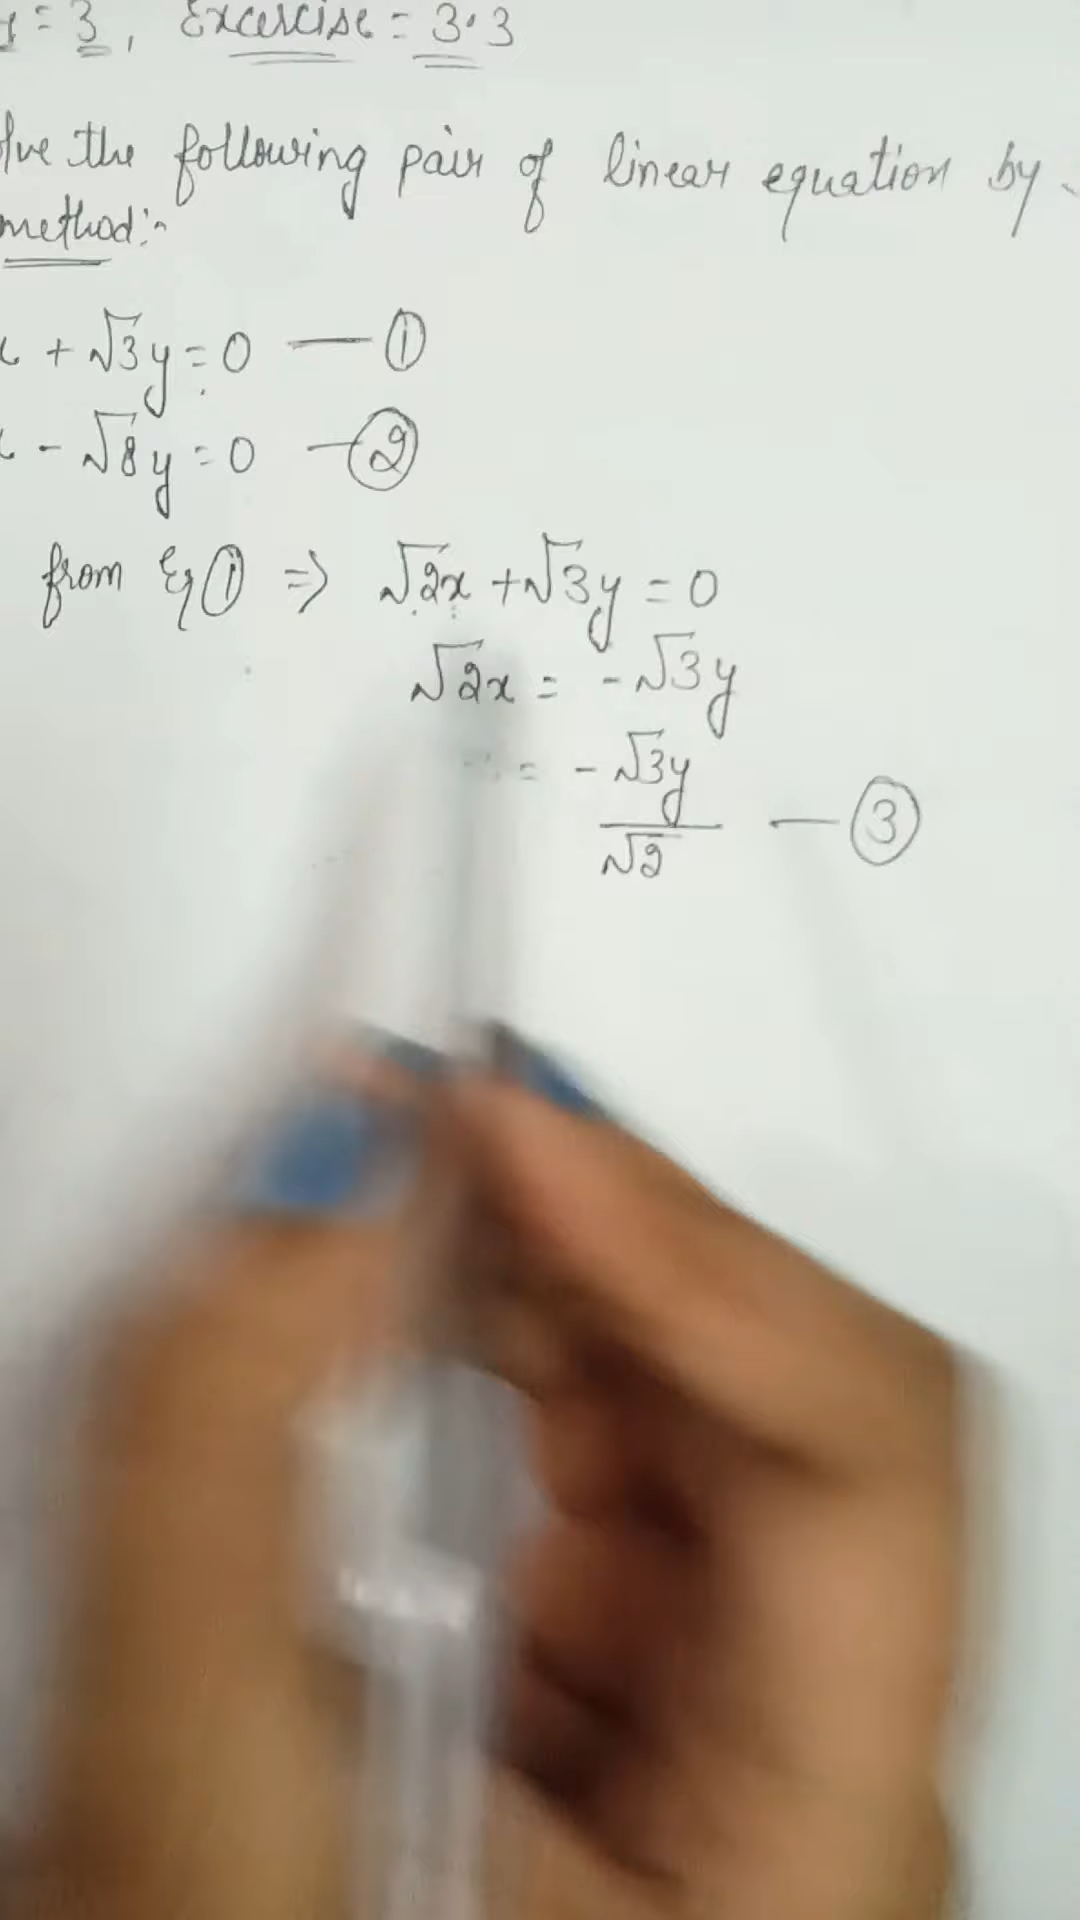 = 3, Excercise = 3.3
the following pair of linear equation by
method:-
+ √3y = 0 — ①
- √8y = 0 — ②
from Eq ① ⇒ √2x + √3y = 0
√2x = - √3y
= - √3y
√2 — ③